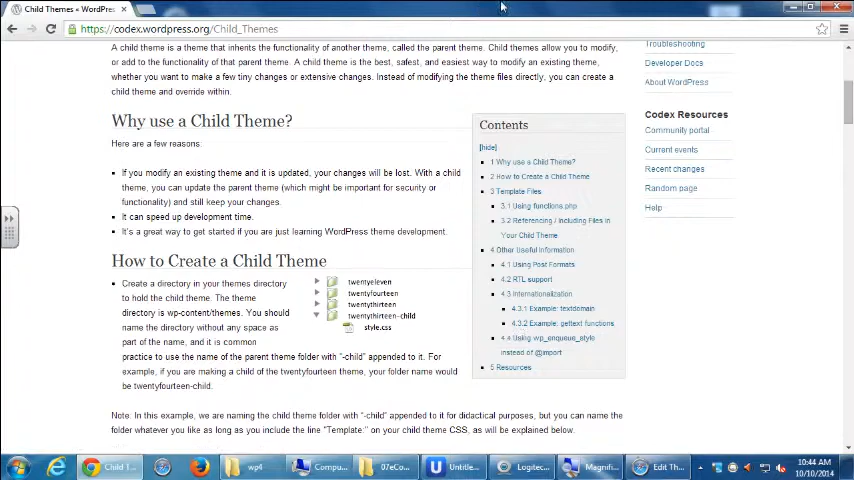 Child Themes « WordPress
https://codex.wordpress.org/Child_Themes
A child theme is a theme that inherits the functionality of another theme, called the parent theme. Child themes allow you to modify,
or add to the functionality of that parent theme. A child theme is the best, safest, and easiest way to modify an existing theme,
whether you want to make a few tiny changes or extensive changes. Instead of modifying the theme files directly, you can create a
child theme and override within.
Why use a Child Theme?
Here are a few reasons:
If you modify an existing theme and it is updated, your changes will be lost. With a child
theme, you can update the parent theme (which might be important for security or
functionality) and still keep your changes.
It can speed up development time.
It's a great way to get started if you are just learning WordPress theme development.
How to Create a Child Theme
Create a directory in your themes directory
to hold the child theme. The theme
directory is wp-content/themes. You should
name the directory without any space as
part of the name, and it is common
practice to use the name of the parent theme folder with "-child" appended to it. For
example, if you are making a child of the twentyfourteen theme, your folder name would
be twentyfourteen-child.
twentyeleven
twentyfourteen
twentythirteen
twentythirteen-child
style.css
Note: In this example, we are naming the child theme folder with "-child" appended to it for didactical purposes, but you can name the
folder whatever you like as long as you include the line "Template:" on your child theme CSS, as will be explained below.
Contents
[hide]
1 Why use a Child Theme?
2 How to Create a Child Theme
3 Template Files
3.1 Using functions.php
3.2 Referencing / Including Files in
Your Child Theme
4 Other Useful Information
4.1 Using Post Formats
4.2 RTL support
4.3 Internationalization
4.3.1 Example: textdomain
4.3.2 Example: gettext functions
4.4 Using wp_enqueue_style
instead of @import
5 Resources
Troubleshooting
Developer Docs
About WordPress
Codex Resources
Community portal
Current events
Recent changes
Random page
Help
Child T...
wp4
Compu...
07eCo...
Untitle...
Logitec...
Magnifi...
Edit Th...
10:44 AM
10/10/2014